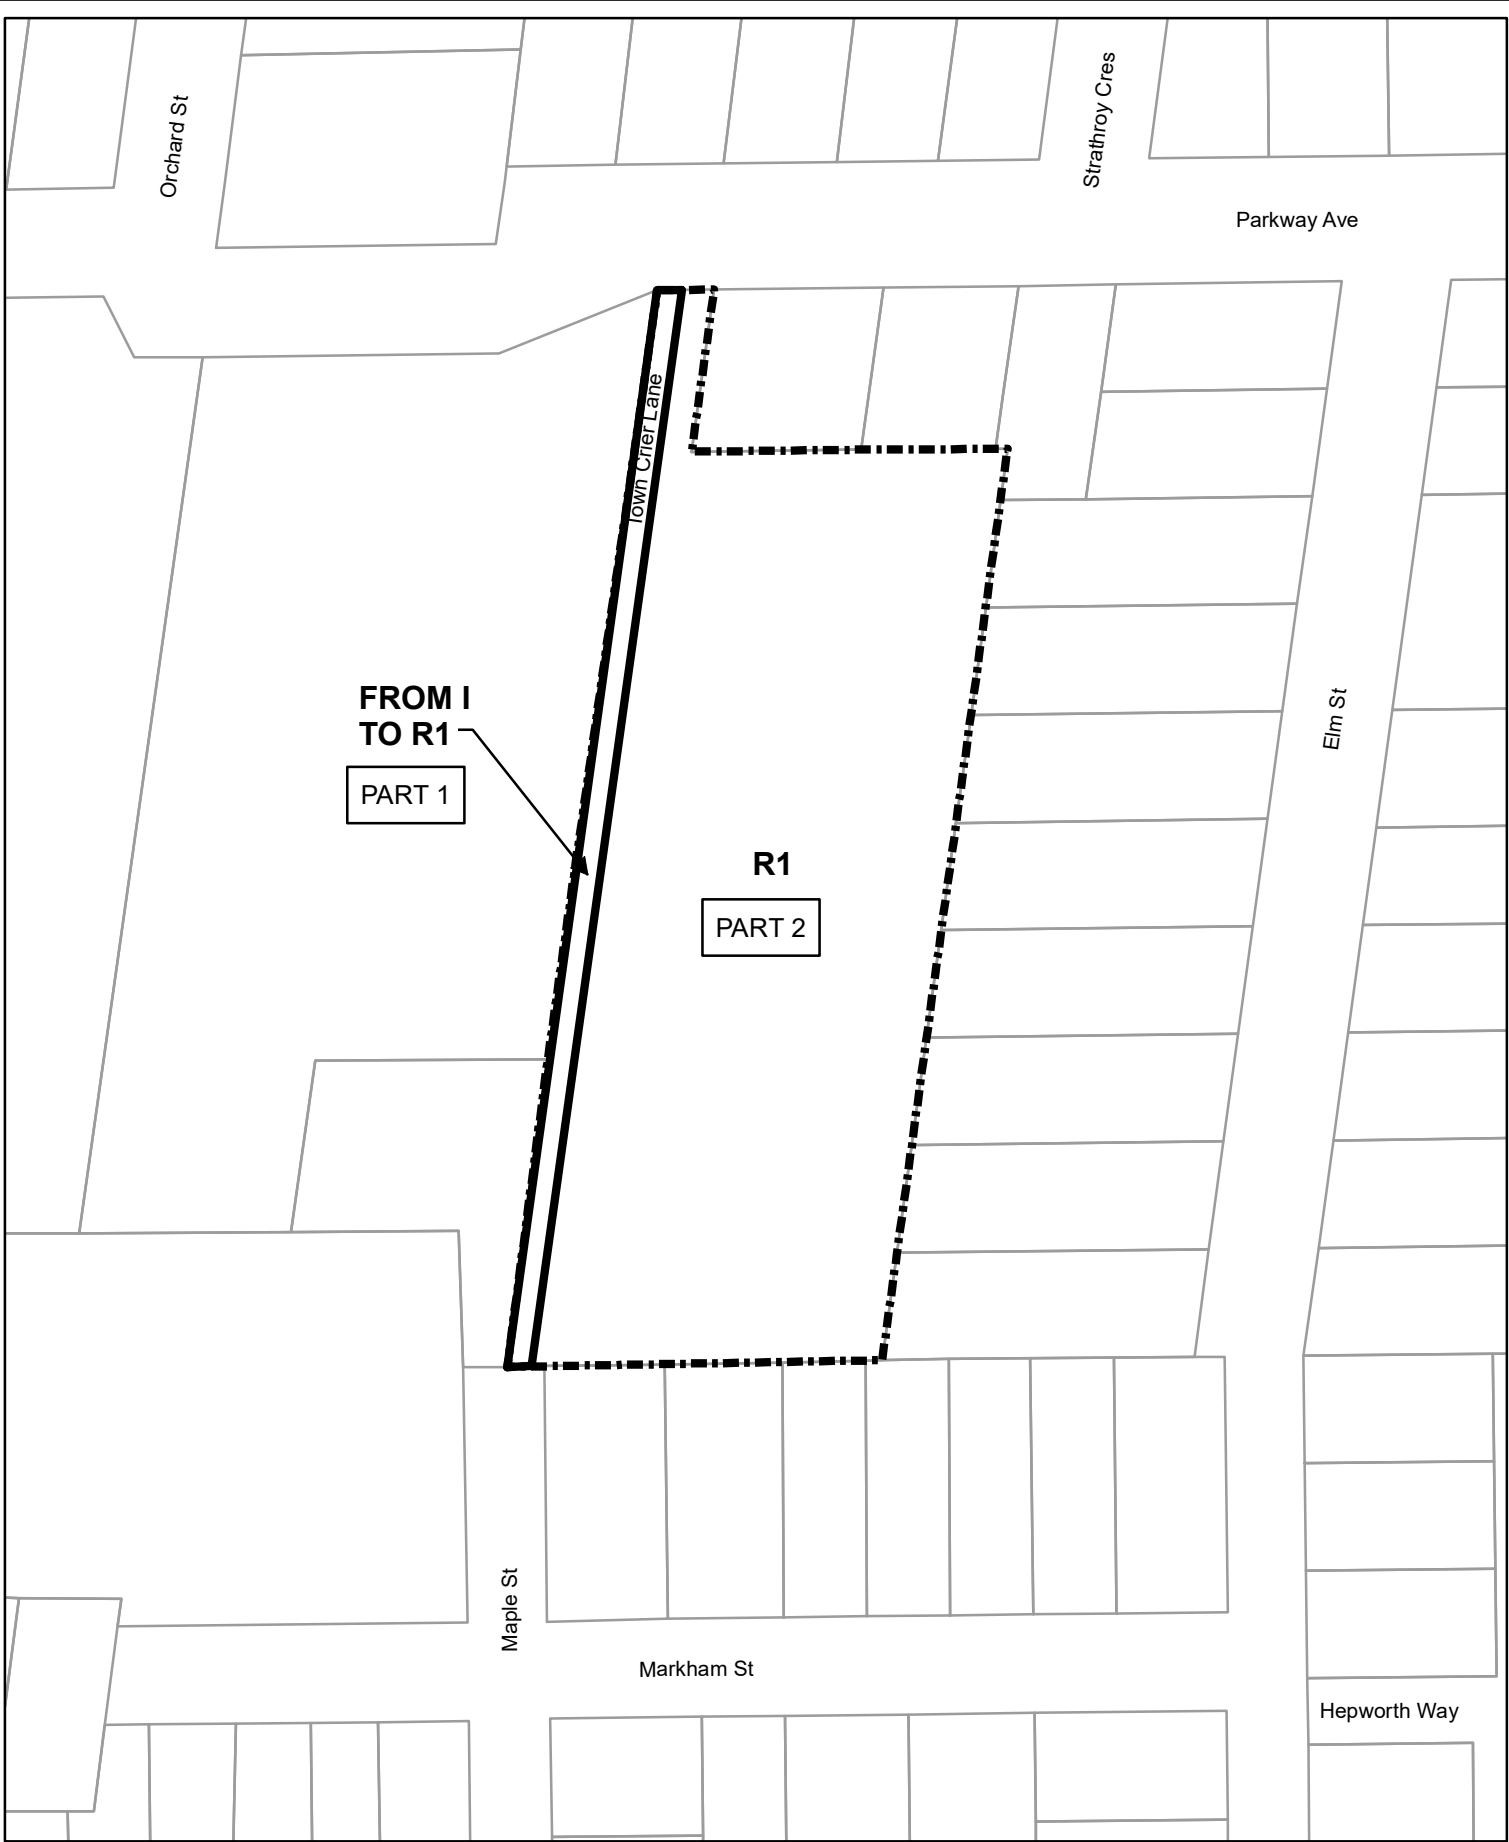 Orchard St
Strathroy Cres
Parkway Ave
Town Crier Lane
FROM I
TO R1
PART 1
Elm St
R1
PART 2
Maple St
Markham St
Hepworth Way